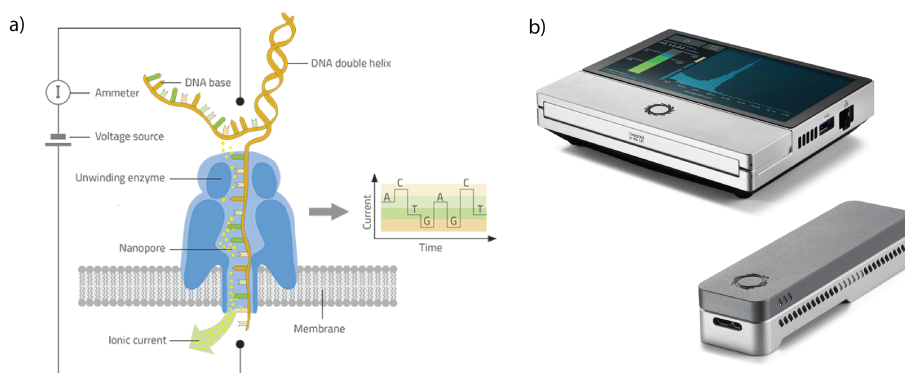 a)
DNA base
DNA double helix
I
Ammeter
Voltage source
Unwinding enzyme
Nanopore
Membrane
Ionic current
Current
A
C
T
G
A
G
C
T
Time
b)